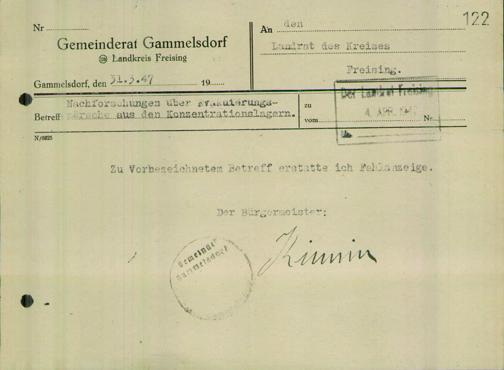 122
Nr
Gemeinderat Gammelsdorf
Landkreis Freising
Gammelsdorf, den 31.3.47 19
An den
Landrat des Kreises
Freising.
Betreff Nachforschungen über Evakuierungs-
märsche aus den Konzentrationslagern.
zu
vom Nr.
Der Landrat Freising
4. APR. 1947
N/6825
Zu Vorbezeichnetem Betreff erstatte ich Fehlanzeige.
Der Bürgermeister:
Gemeinde
Gammelsdorf